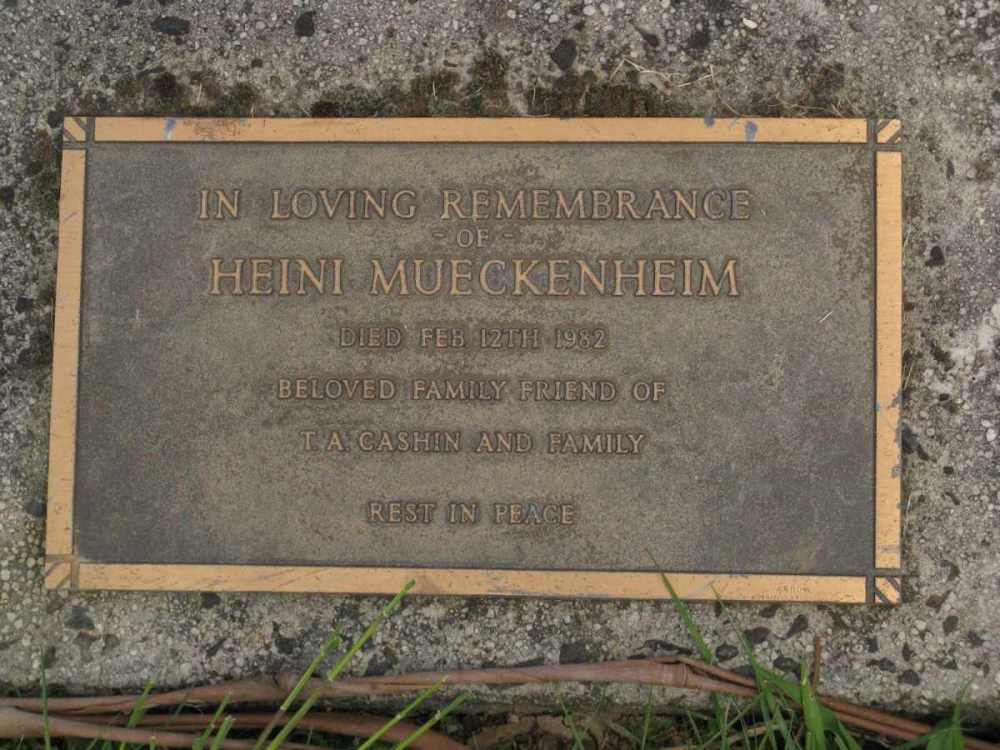 IN LOVING REMEMBRANCE
- OF -
HEINI MUECKENHEIM
DIED FEB. 12TH 1982
BELOVED FAMILY FRIEND OF
T. A. CASHIN AND FAMILY
REST IN PEACE